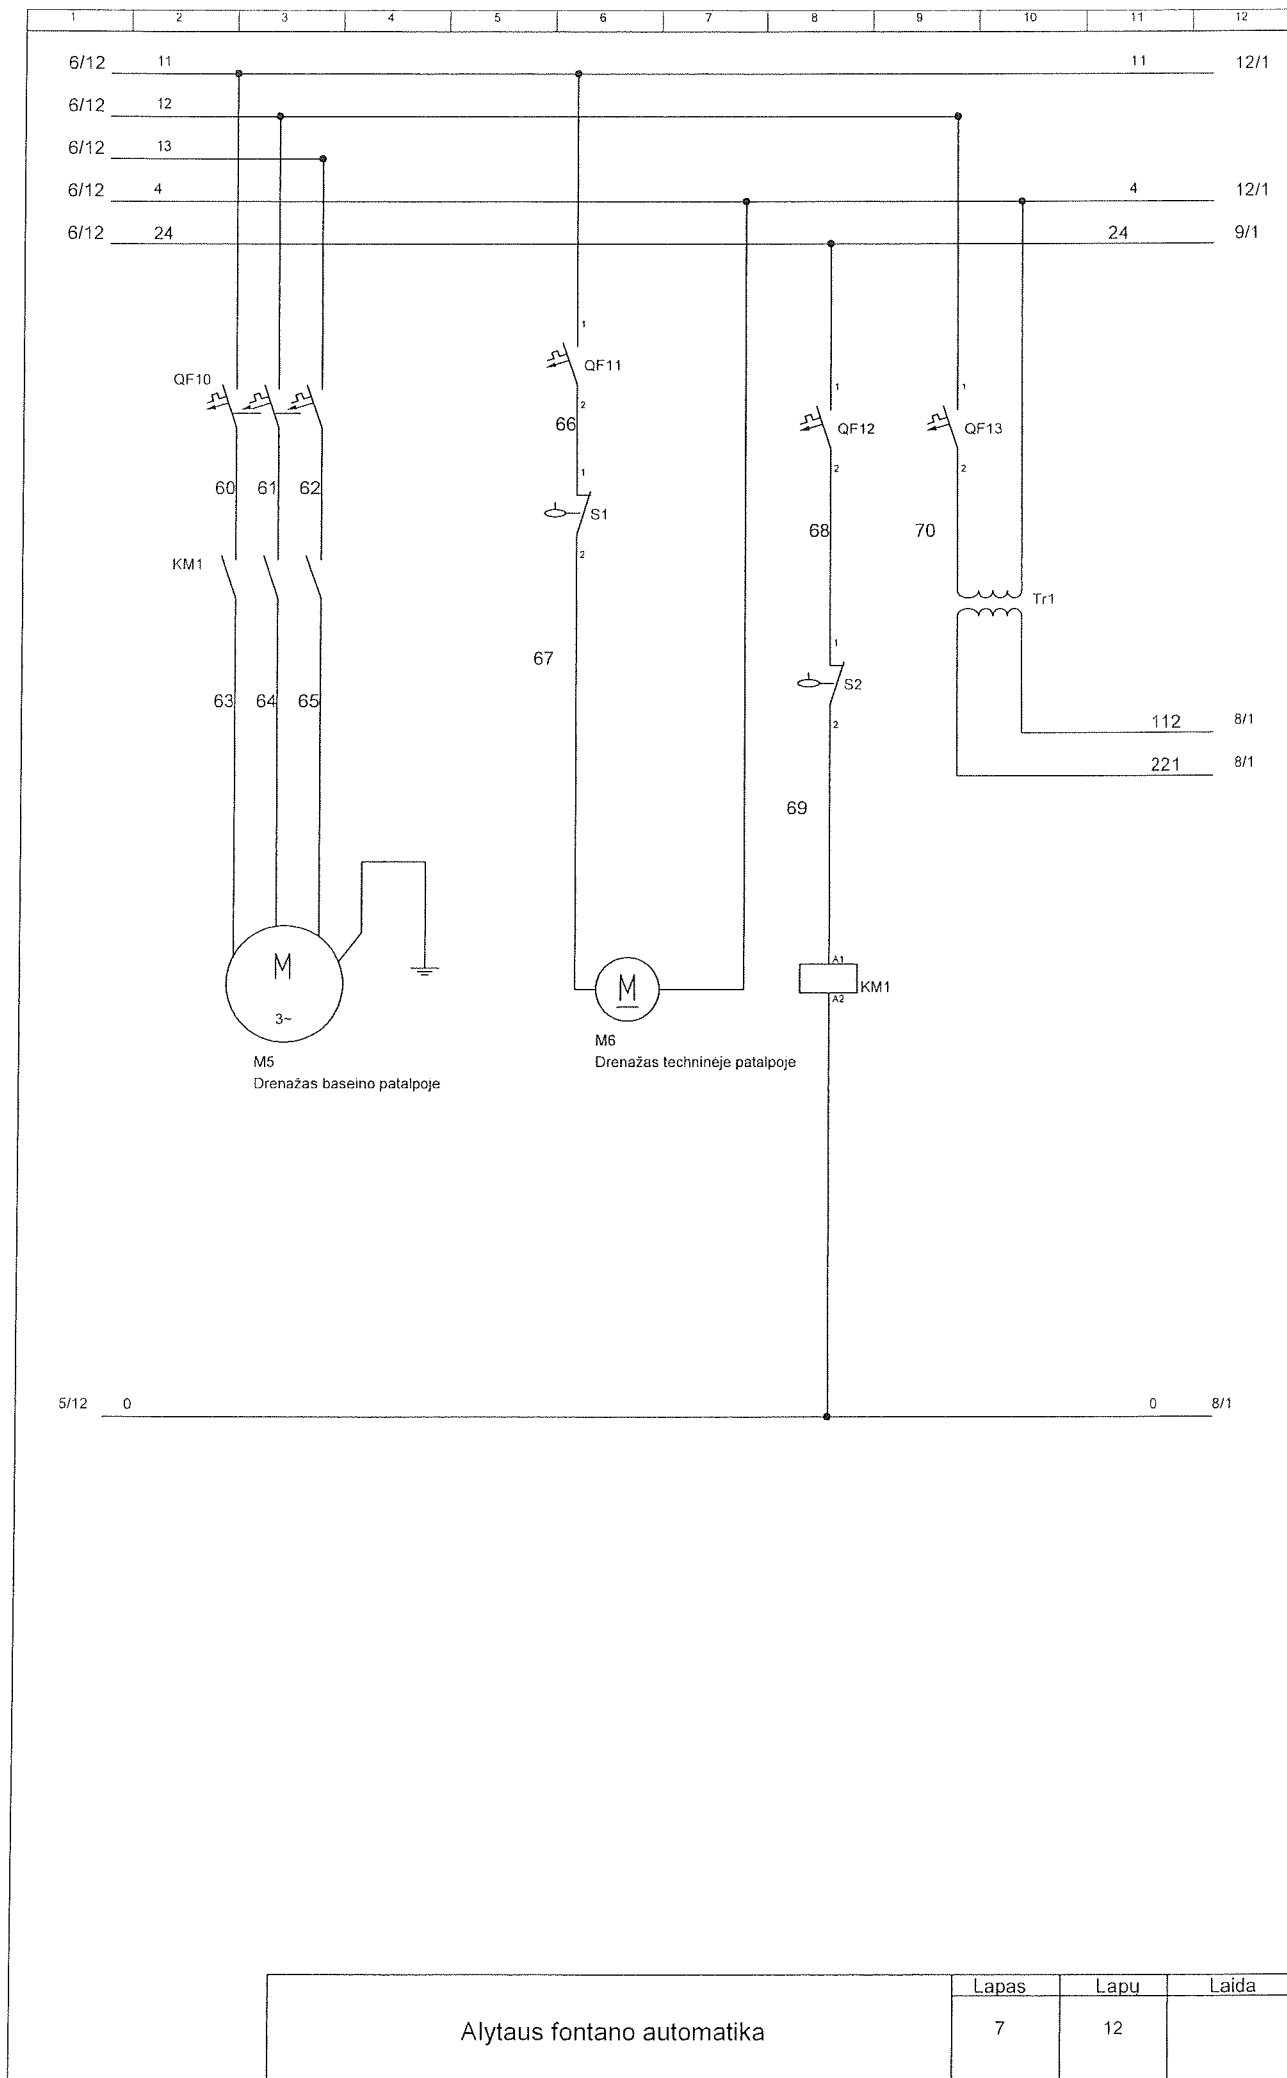 1 2 3 4 5 6 7 8 9 10 11 12
6/12 11 11 12/1
6/12 12
6/12 13
6/12 4 4 12/1
6/12 24 24 9/1
1
QF11
2
66
QF10
1
QF12
2
1
QF13
2
60 61 62
1
S1
2
68 70
KM1
Tr1
67
1
S2
2
63 64 65
112 8/1
221 8/1
69
M
3~
M
A1
KM1
A2
M5
Drenažas baseino patalpoje
M6
Drenažas techninėje patalpoje
5/12 0 0 8/1
Alytaus fontano automatika
Lapas Lapų Laida
7 12